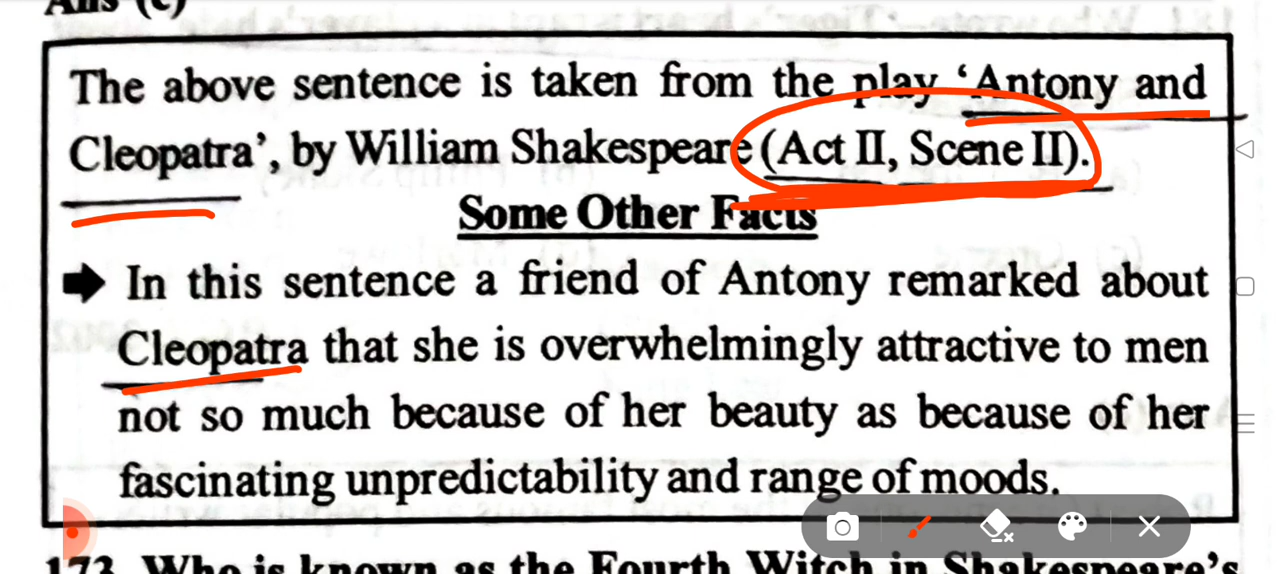 Ans (c)
The above sentence is taken from the play ‘Antony and
Cleopatra’, by William Shakespeare (Act II, Scene II).
Some Other Facts
In this sentence a friend of Antony remarked about
Cleopatra that she is overwhelmingly attractive to men
not so much because of her beauty as because of her
fascinating unpredictability and range of moods.
173. Who is known as the Fourth Witch in Shakespeare’s